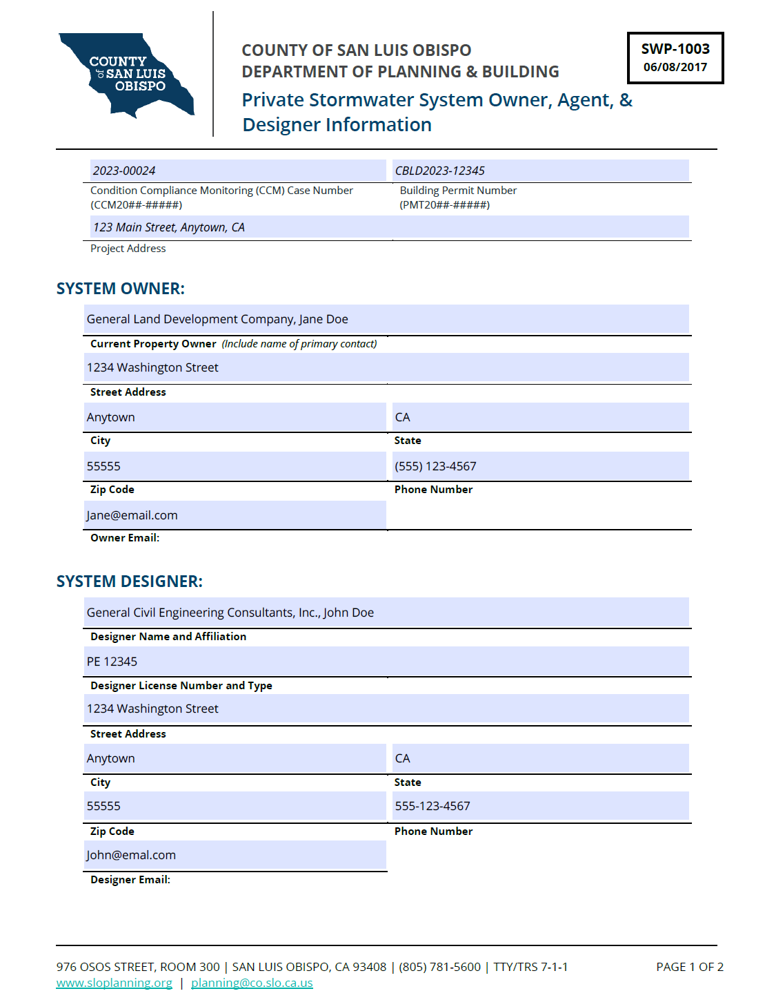 COUNTY
of SAN LUIS
OBISPO
COUNTY OF SAN LUIS OBISPO
DEPARTMENT OF PLANNING & BUILDING
Private Stormwater System Owner, Agent, &
Designer Information
SWP-1003
06/08/2017
2023-00024 CBLD2023-12345
Condition Compliance Monitoring (CCM) Case Number Building Permit Number
(CCM20##-#####) (PMT20##-#####)
123 Main Street, Anytown, CA
Project Address
SYSTEM OWNER:
General Land Development Company, Jane Doe
Current Property Owner (Include name of primary contact)
1234 Washington Street
Street Address
Anytown CA
City State
55555 (555) 123-4567
Zip Code Phone Number
Jane@email.com
Owner Email:
SYSTEM DESIGNER:
General Civil Engineering Consultants, Inc., John Doe
Designer Name and Affiliation
PE 12345
Designer License Number and Type
1234 Washington Street
Street Address
Anytown CA
City State
55555 555-123-4567
Zip Code Phone Number
John@emal.com
Designer Email:
976 OSOS STREET, ROOM 300 | SAN LUIS OBISPO, CA 93408 | (805) 781-5600 | TTY/TRS 7-1-1 PAGE 1 OF 2
www.sloplanning.org | planning@co.slo.ca.us